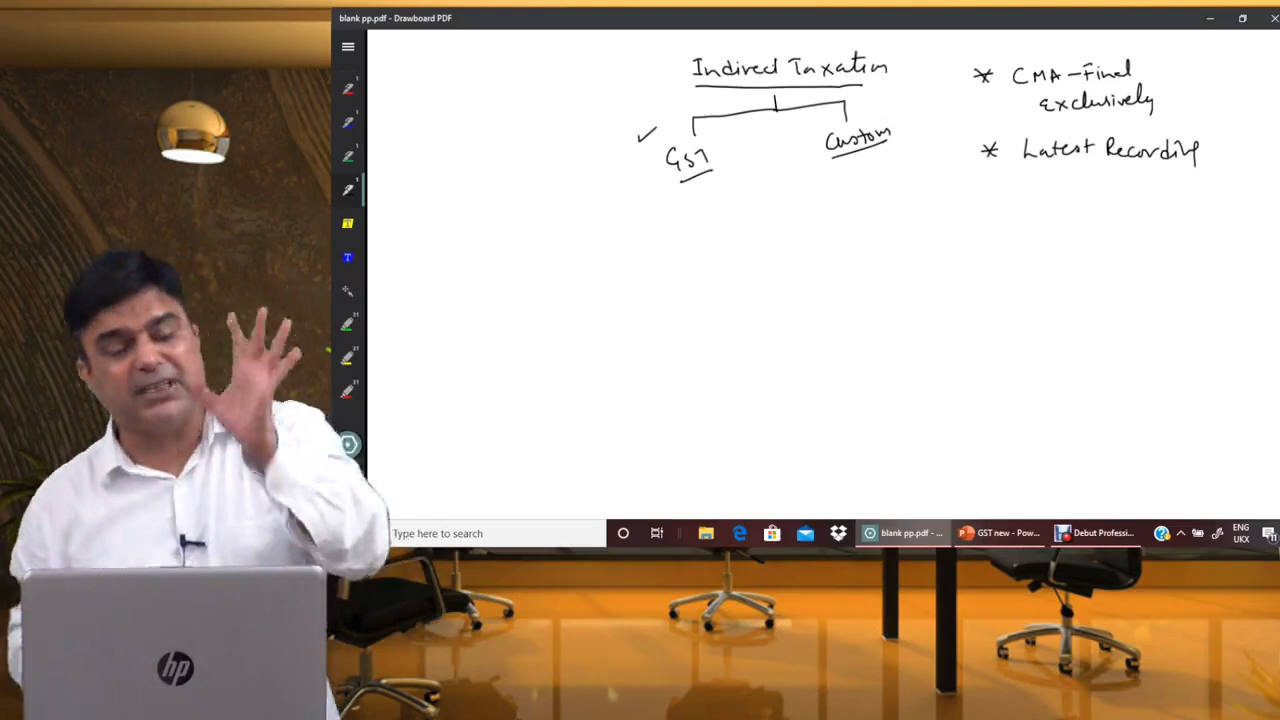 blank pp.pdf - Drawboard PDF
Indirect Taxation
GST
Custom
* CMA-Final
Exclusively
* Latest Recording
Type here to search
blank pp.pdf - ...
GST new - Pow...
Debut Professi...
ENG
UKX
hp